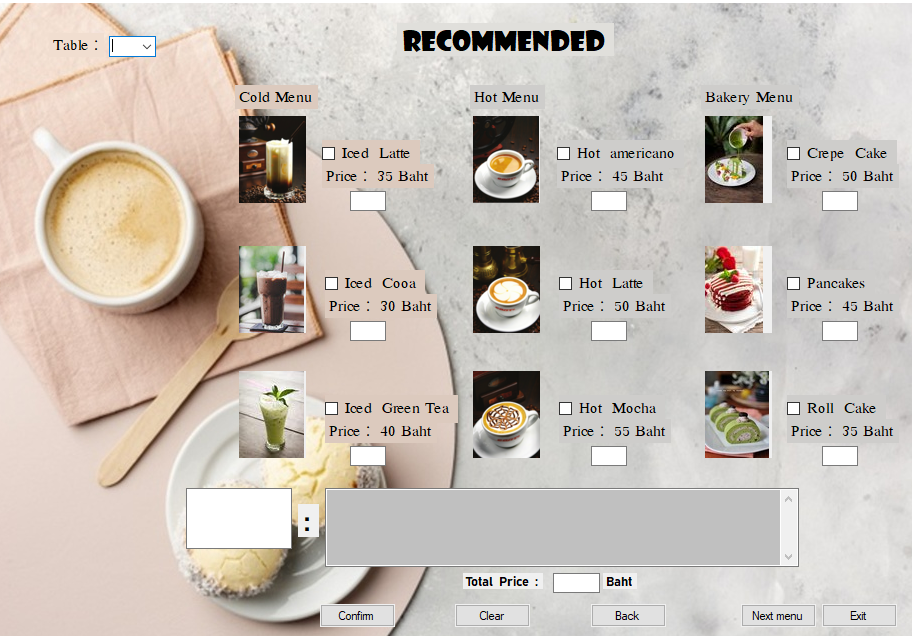 RECOMMENDED
Table :
Cold Menu
Hot Menu
Bakery Menu
Iced Latte
Price : 35 Baht
Hot americano
Price : 45 Baht
Crepe Cake
Price : 50 Baht
Iced Cooa
Price : 30 Baht
Hot Latte
Price : 50 Baht
Pancakes
Price : 45 Baht
Iced Green Tea
Price : 40 Baht
Hot Mocha
Price : 55 Baht
Roll Cake
Price : 35 Baht
:
Total Price :
Baht
Confirm
Clear
Back
Next menu
Exit